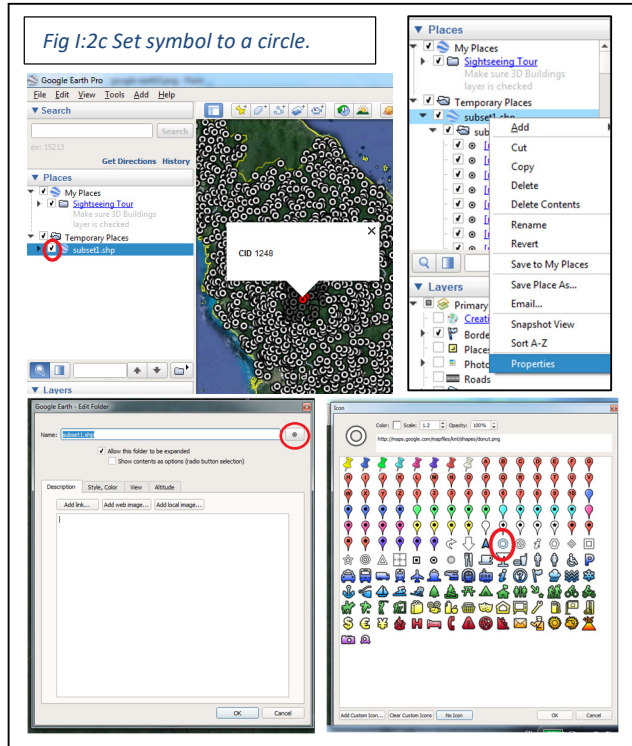 Fig I:2c Set symbol to a circle.
Google Earth Pro
File Edit View Tools Add Help
Search
Search
ex: 15213
Get Directions History
Places
My Places
Sightseeing Tour
Make sure 3D Buildings
layer is checked
Temporary Places
subset1.shp
Layers
CID 1248
Places
My Places
Sightseeing Tour
Make sure 3D Buildings
layer is checked
Temporary Places
subset1.shp
sub
Add
Cut
Copy
Delete
Delete Contents
Rename
Revert
Save to My Places
Save Place As...
Email...
Snapshot View
Sort A-Z
Properties
Layers
Primary
Creati
Borde
Places
Photo
Roads
Google Earth - Edit Folder
Name: subset1.shp
Allow this folder to be expanded
Show contents as options (radio button selection)
Description Style, Color View Altitude
Add link... Add web image... Add local image...
OK Cancel
Icon
Color: Scale: 1.2 Opacity: 100%
http://maps.google.com/mapfiles/kml/shapes/donut.png
Add Custom Icon... Clear Custom Icons No Icon OK Cancel